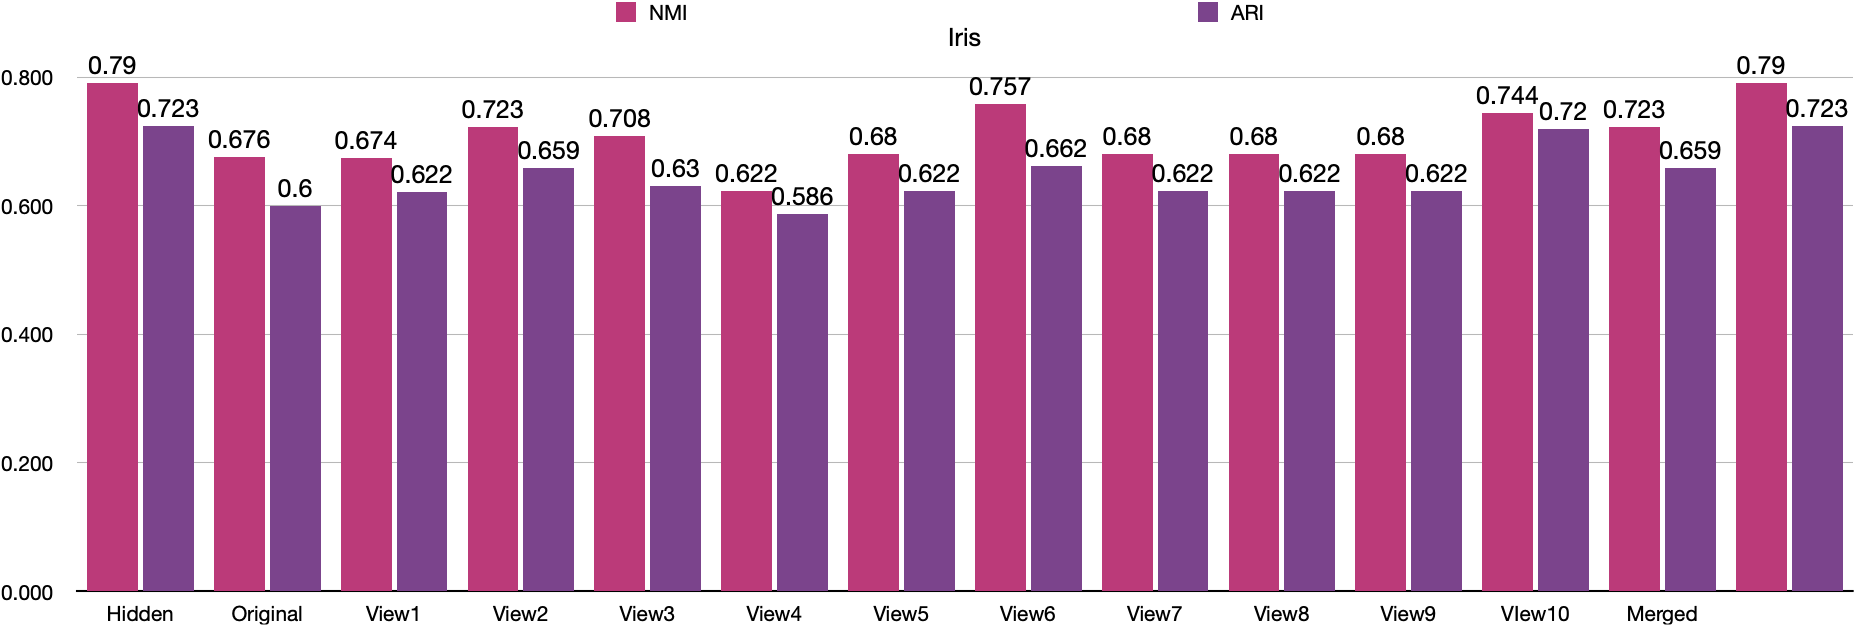 NMI ARI
Iris
0.800
0.600
0.400
0.200
0.000
0.79 0.723 0.676 0.6 0.674 0.622 0.723 0.659 0.708 0.63 0.622 0.586 0.68 0.622 0.757 0.662 0.68 0.622 0.68 0.622 0.68 0.622 0.744 0.72 0.723 0.659 0.79 0.723
Hidden Original View1 View2 View3 View4 View5 View6 View7 View8 View9 VIew10 Merged